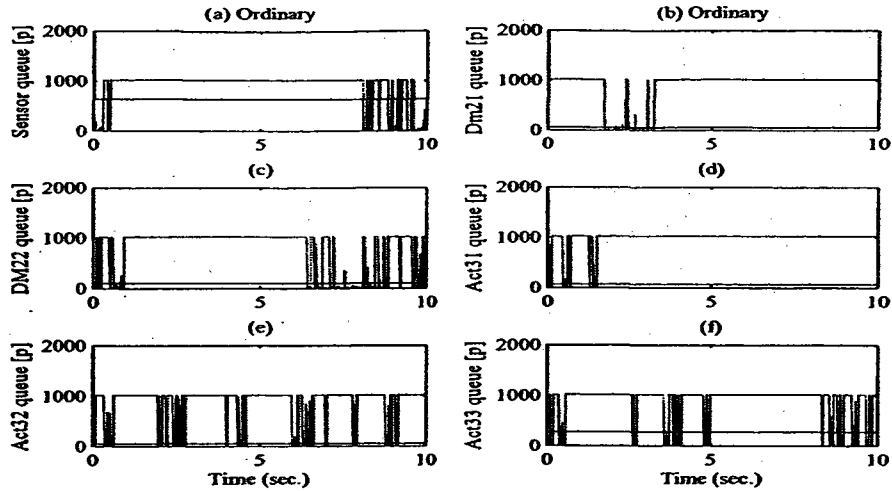 (a) Ordinary
Sensor queue [p]
2000
1000
0
0
5
10
(b) Ordinary
Dm21 queue [p]
2000
1000
0
0
5
10
(c)
DM22 queue [p]
2000
1000
0
0
5
10
(d)
Act31 queue [p]
2000
1000
0
0
5
10
(e)
Act32 queue [p]
2000
1000
0
0
5
10
Time (sec.)
(f)
Act33 queue [p]
2000
1000
0
0
5
10
Time (sec.)